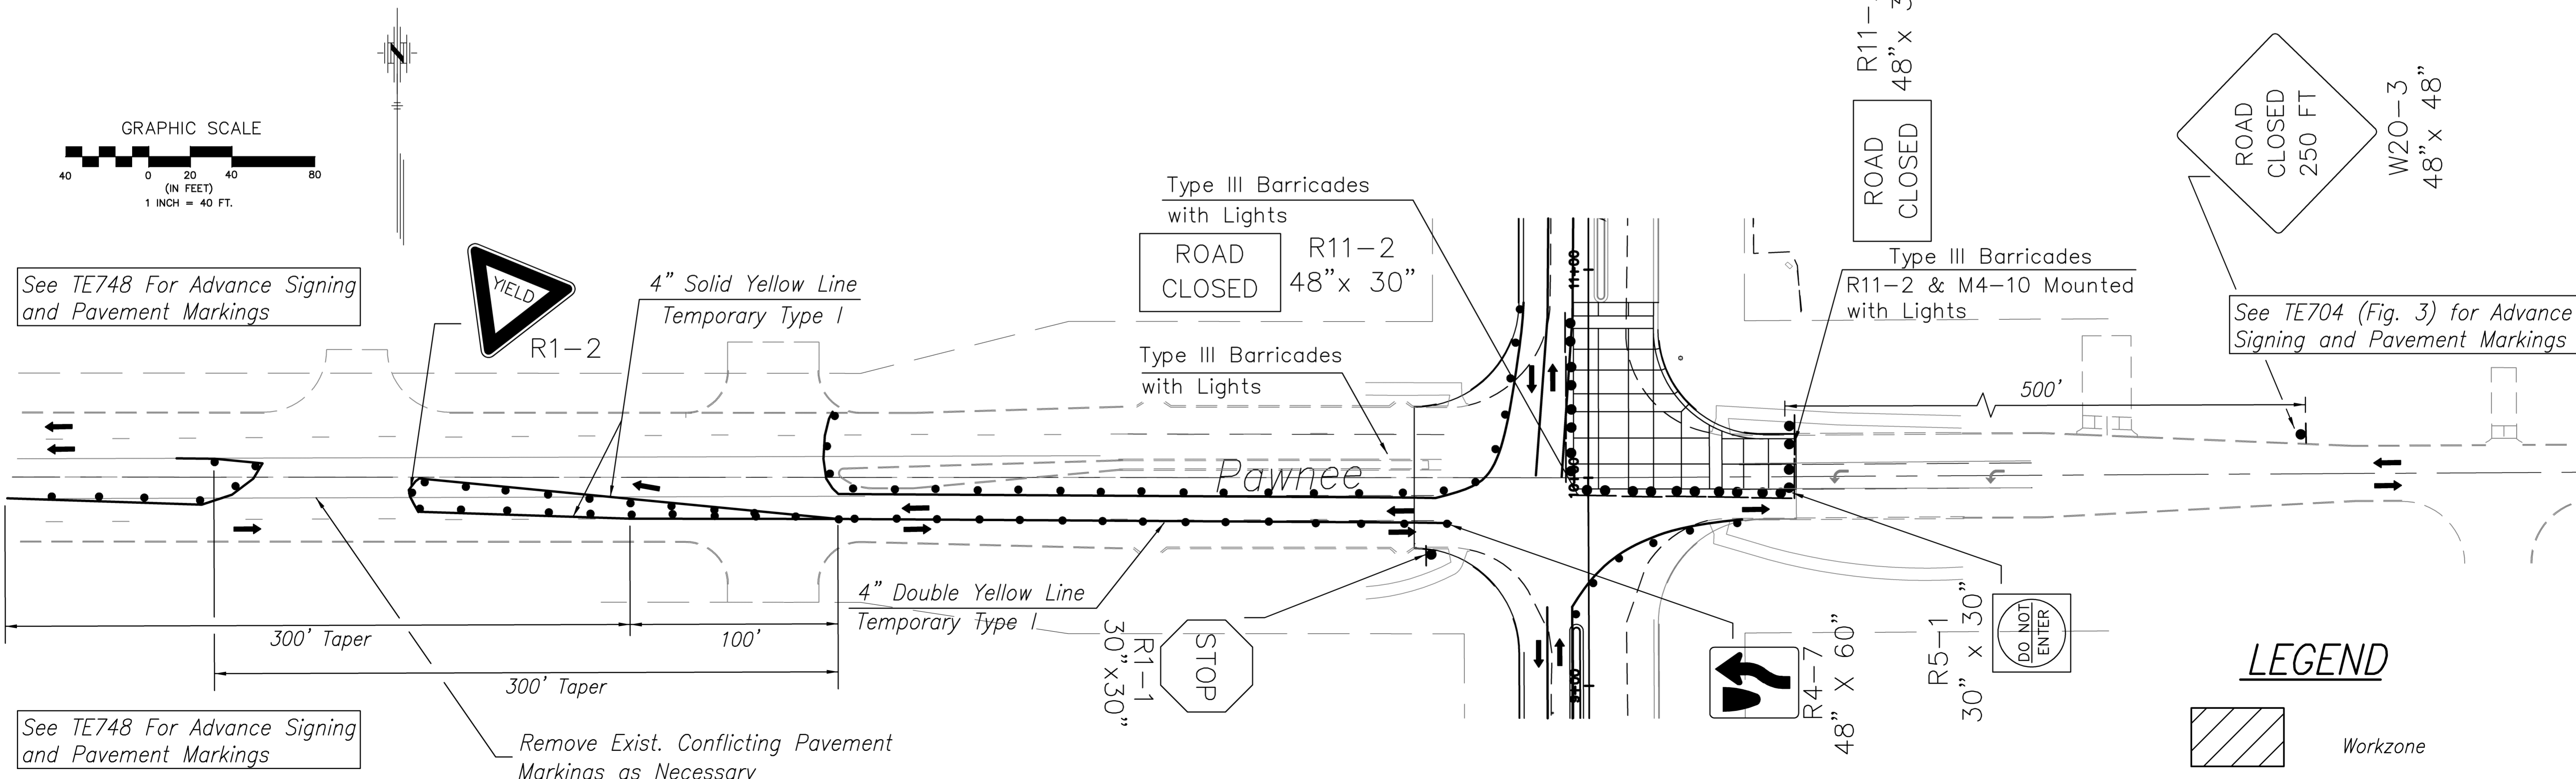 N
GRAPHIC SCALE
40 0 20 40 80
(IN FEET)
1 INCH = 40 FT.
See TE748 For Advance Signing
and Pavement Markings
YIELD
R1-2
4" Solid Yellow Line
Temporary Type I
Type III Barricades
with Lights
ROAD
CLOSED
R11-2
48"x 30"
Type III Barricades
with Lights
Pawnee
11+00
10+00
9+00
ROAD
CLOSED
Type III Barricades
R11-2 & M4-10 Mounted
with Lights
ROAD
CLOSED
250 FT
W20-3
48"x 48"
See TE704 (Fig. 3) for Advance
Signing and Pavement Markings
500'
300' Taper
100'
300' Taper
4" Double Yellow Line
Temporary Type I
STOP
R1-1
30"x30"
R4-7
48" X 60"
DO NOT
ENTER
R5-1
30" x 30"
See TE748 For Advance Signing
and Pavement Markings
Remove Exist. Conflicting Pavement
Markings as Necessary
LEGEND
Workzone